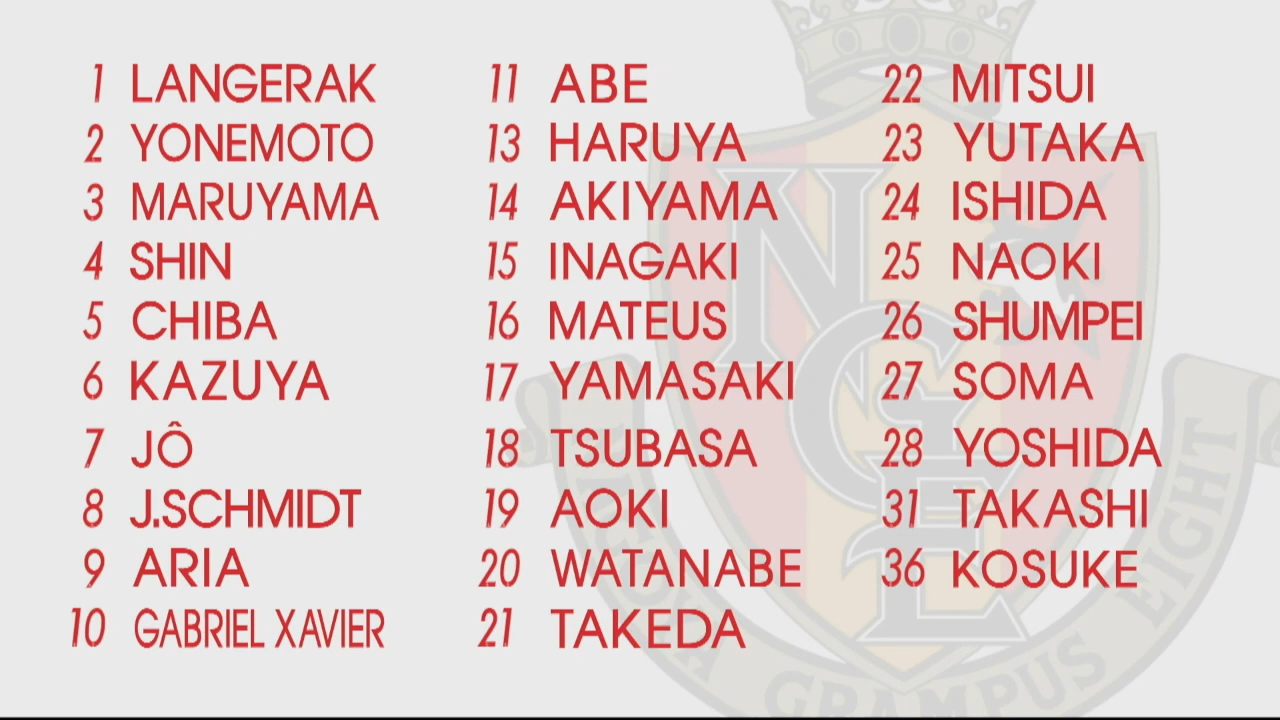 1 LANGERAK
2 YONEMOTO
3 MARUYAMA
4 SHIN
5 CHIBA
6 KAZUYA
7 JÔ
8 J.SCHMIDT
9 ARIA
10 GABRIEL XAVIER
11 ABE
13 HARUYA
14 AKIYAMA
15 INAGAKI
16 MATEUS
17 YAMASAKI
18 TSUBASA
19 AOKI
20 WATANABE
21 TAKEDA
22 MITSUI
23 YUTAKA
24 ISHIDA
25 NAOKI
26 SHUMPEI
27 SOMA
28 YOSHIDA
31 TAKASHI
36 KOSUKE
NGE
GRAMPUS EIGHT